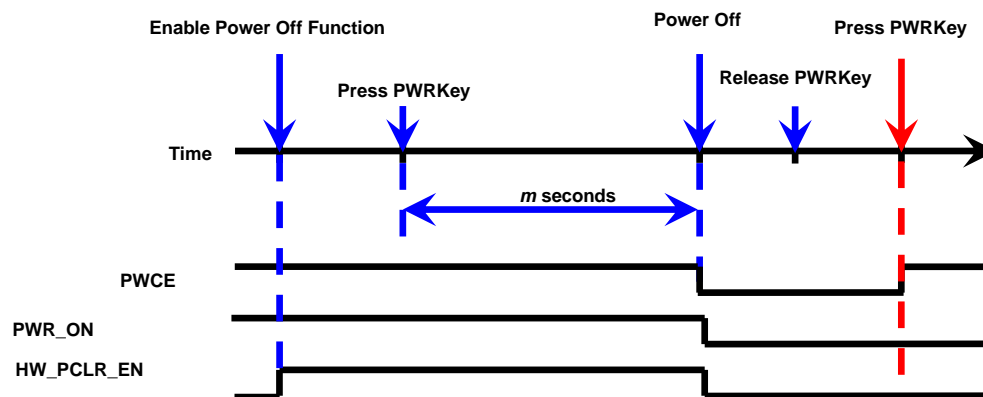 Enable Power Off Function
Power Off
Press PWRKey
Press PWRKey
Release PWRKey
Time
m seconds
PWCE
PWR_ON
HW_PCLR_EN